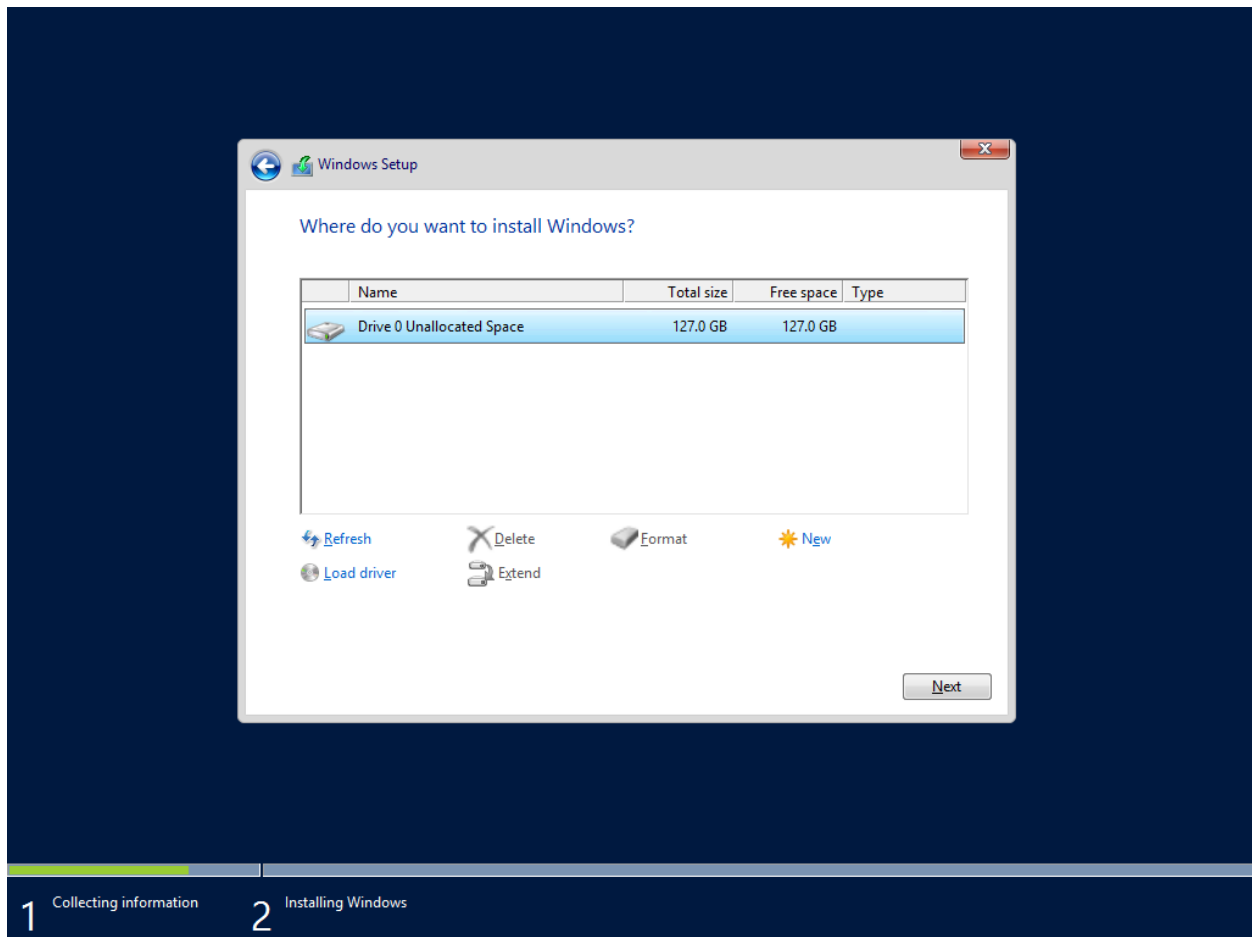 Windows Setup
Where do you want to install Windows?
Name Total size Free space Type
Drive 0 Unallocated Space 127.0 GB 127.0 GB
Refresh Delete Format New
Load driver Extend
Next
1 Collecting information 2 Installing Windows